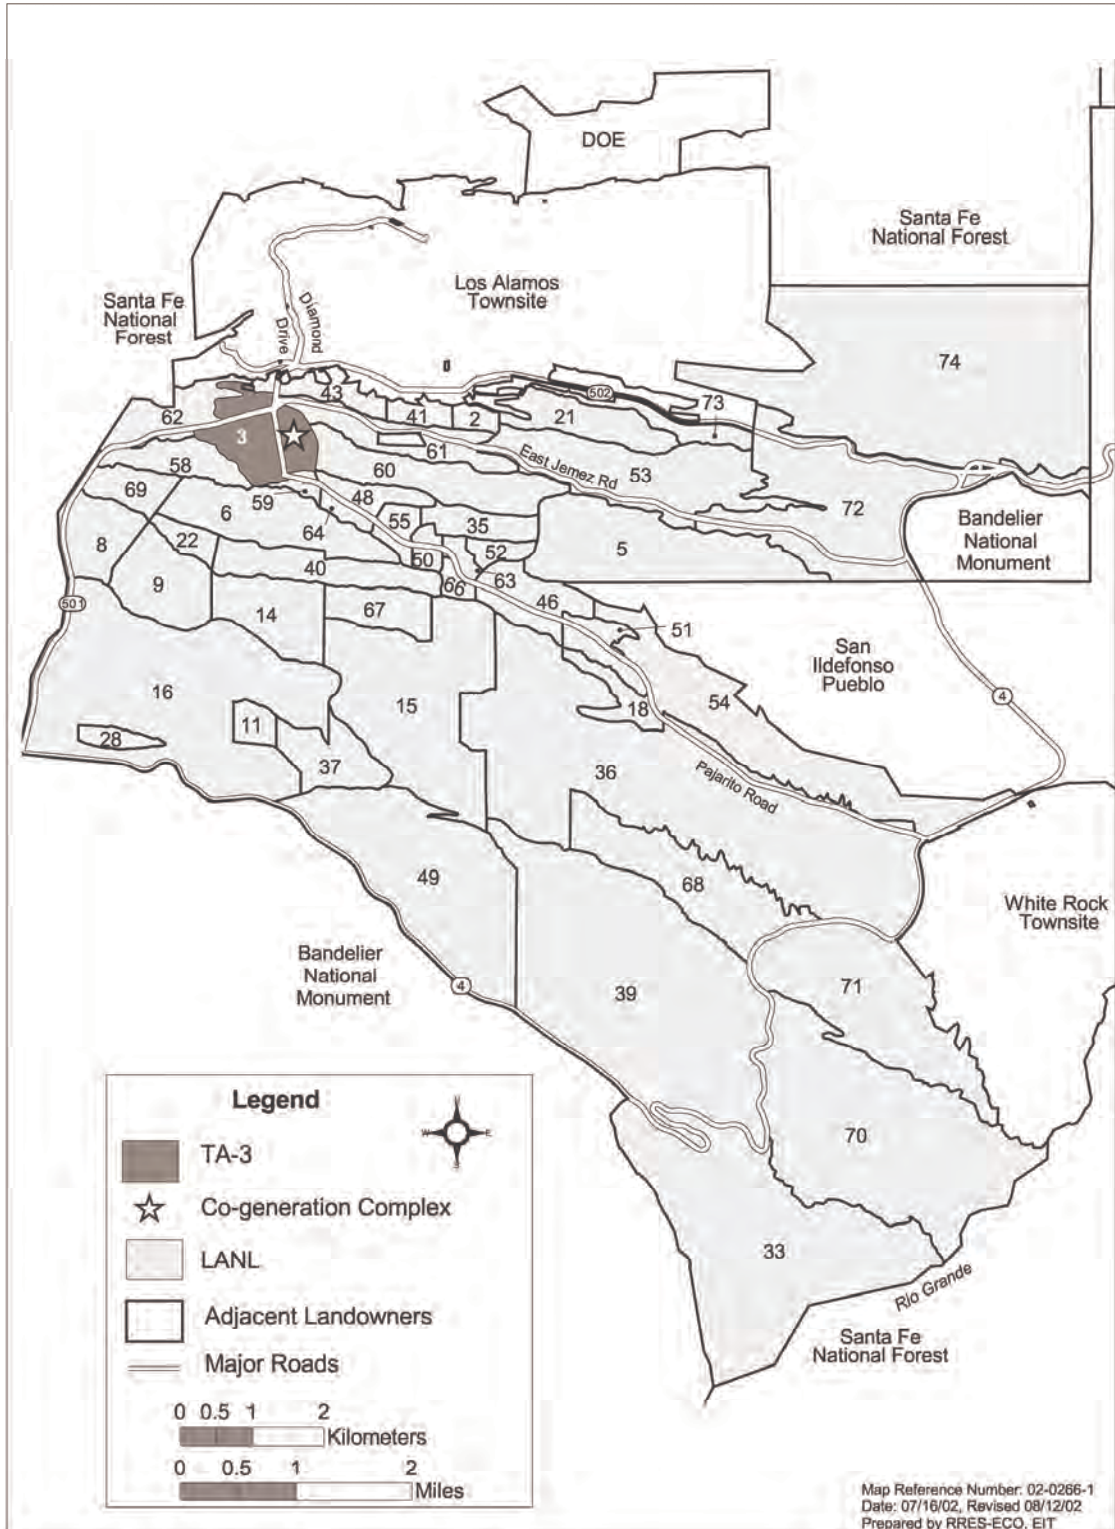 DOE
Santa Fe
National Forest
Los Alamos
Townsite
Santa Fe
National
Forest
Diamond
Drive
74
502
73
43
41
2
21
62
3
61
East Jemez Rd
53
58
60
72
69
59
48
6
64
55
35
Bandelier
National
Monument
22
8
52
5
50
40
63
9
66
46
501
14
67
51
San
Ildefonso
Pueblo
16
15
54
4
18
11
28
37
36
Pajarito Road
49
68
White Rock
Townsite
Bandelier
National
Monument
4
39
71
70
33
Rio Grande
Santa Fe
National Forest
Legend
N
W E
S
TA-3
Co-generation Complex
LANL
Adjacent Landowners
Major Roads
0 0.5 1 2
Kilometers
0 0.5 1 2
Miles
Map Reference Number: 02-0266-1
Date: 07/16/02, Revised 08/12/02
Prepared by RRES-ECO, EIT